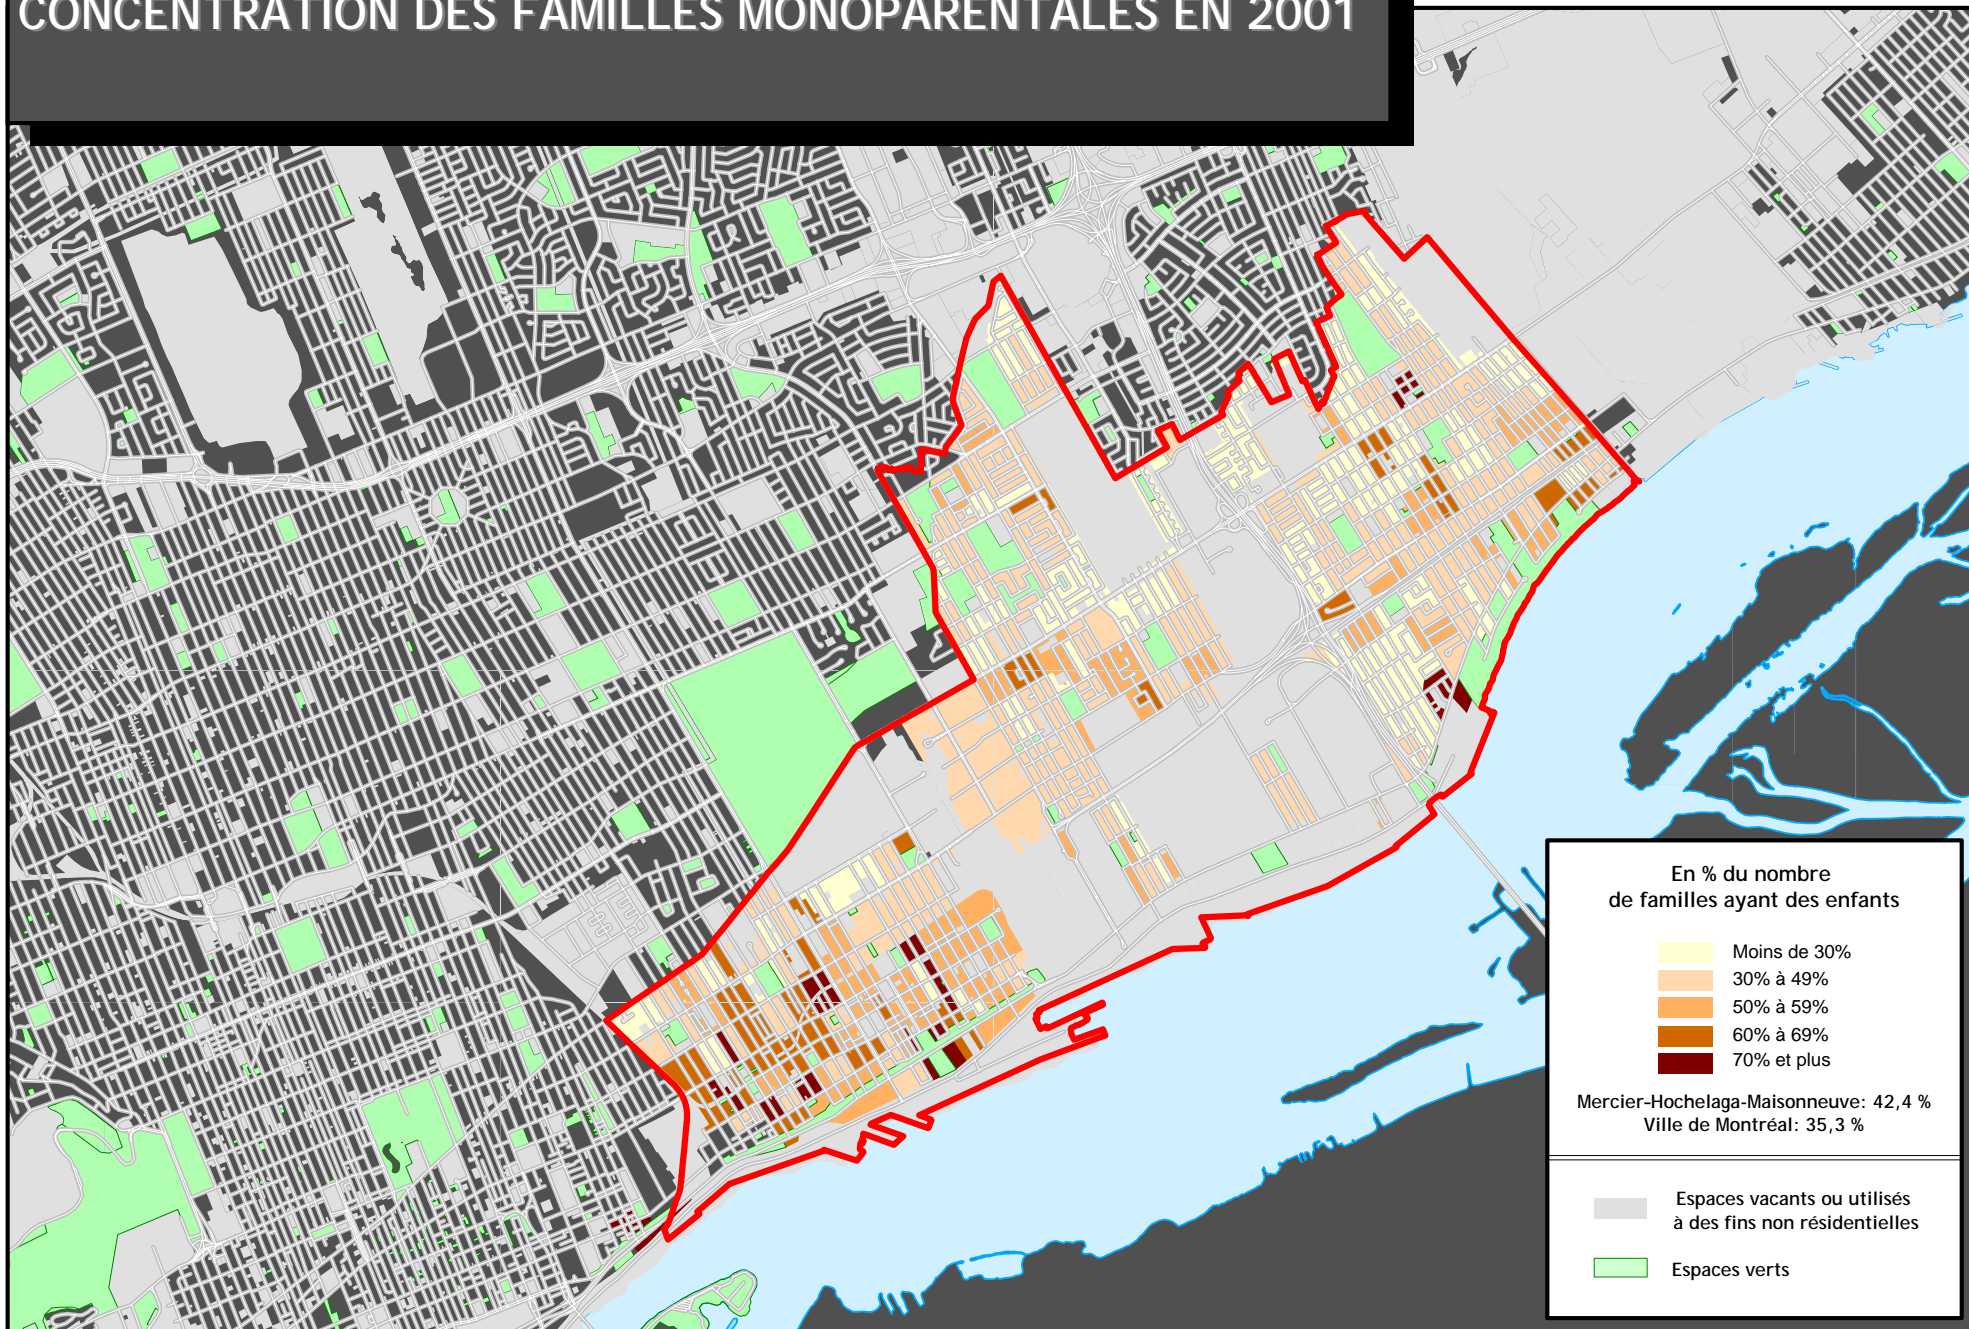 CONCENTRATION DES FAMILLES MONOPARENTALES EN 2001
En % du nombre
de familles ayant des enfants
Moins de 30%
30% à 49%
50% à 59%
60% à 69%
70% et plus
Mercier-Hochelaga-Maisonneuve: 42,4 %
Ville de Montréal: 35,3 %
Espaces vacants ou utilisés
à des fins non résidentielles
Espaces verts